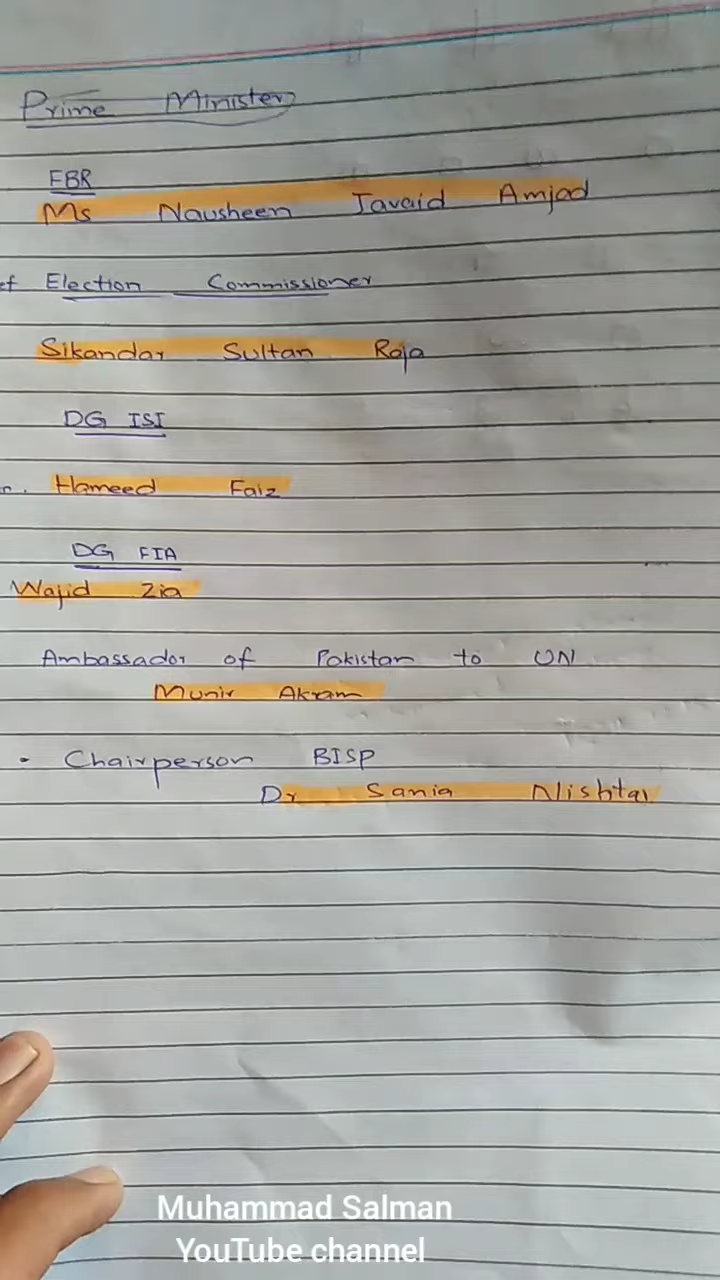 Prime Minister
FBR
Ms Nausheen Javaid Amjad
ef Election Commissioner
Sikandar Sultan Raja
DG ISI
n. Hameed Faiz
DG FIA
Wajid Zia
Ambassador of Pakistan to UN
Munir Akram
• Chairperson BISP
Dr Sania Nishtar
Muhammad Salman
YouTube channel